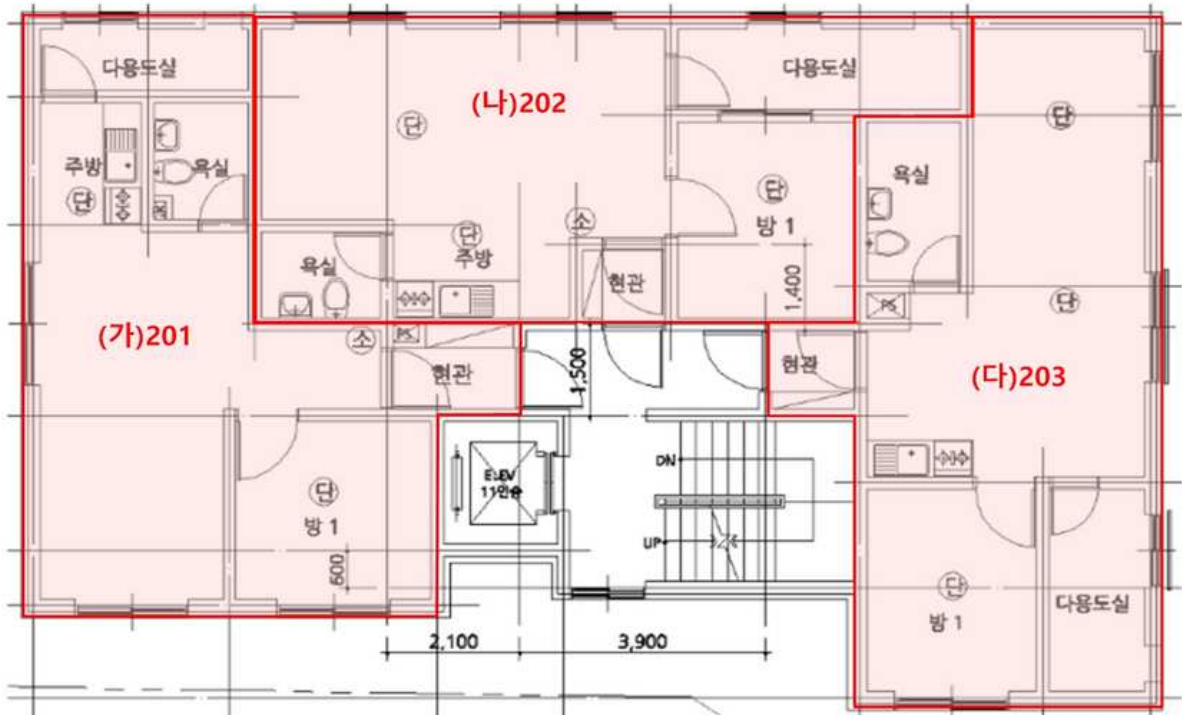 다용도실
(나)202
다용도실
단
단
주방
욕실
욕실
단
단
방 1
단
소
주방
욕실
현관
1,400
단
(가)201
소
PS
현관
1,500
현관
PS
(다)203
단
방 1
ELEV
11인승
DN
UP
600
단
방 1
다용도실
2,100
3,900